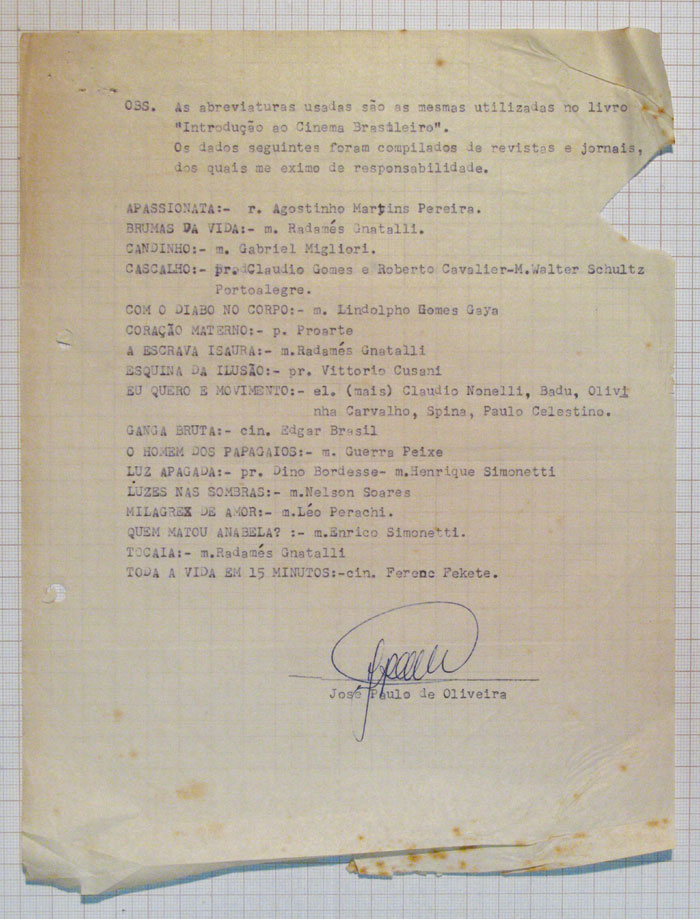 OBS. As abreviaturas usadas são as mesmas utilizadas no livro
"Introdução ao Cinema Brasileiro".
Os dados seguintes foram compilados de revistas e jornais,
dos quais me eximo de responsabilidade.
APASSIONATA:- r. Agostinho Martins Pereira.
BRUMAS DA VIDA:- m. Radamés Gnatalli.
CANDINHO:- m. Gabriel Migliori.
CASCALHO:- pr. Claudio Gomes e Roberto Cavalier-M.Walter Schultz
Portoalegre.
COM O DIABO NO CORPO:- m. Lindolpho Gomes Gaya
CORAÇÃO MATERNO:- p. Proarte
A ESCRAVA ISAURA:- m.Radamés Gnatalli
ESQUINA DA ILUSÃO:- pr. Vittorio Cusani
EU QUERO E MOVIMENTO:- el. (mais) Claudio Nonelli, Badu, Olivi
nha Carvalho, Spina, Paulo Celestino.
GANGA BRUTA:- cin. Edgar Brasil
O HOMEM DOS PAPAGAIOS:- m. Guerra Peixe
LUZ APAGADA:- pr. Dino Bordesse- m.Henrique Simonetti
LUZES NAS SOMBRAS:- m.Nelson Soares
MILAGREX DE AMOR:- m.Léo Perachi.
QUEM MATOU ANABELA? :- m.Enrico Simonetti.
TOCAIA:- m.Radamés Gnatalli
TODA A VIDA EM 15 MINUTOS:-cin. Ferenc Fekete.
José Paulo de Oliveira